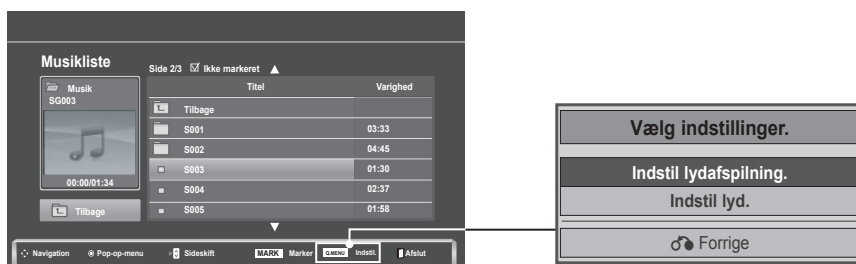 Musikliste
Side 2/3 Ikke markeret
Musik
SG003
00:00/01:34
Tilbage
Titel Varighed
Tilbage
S001 03:33
S002 04:45
S003 01:30
S004 02:37
S005 01:58
Navigation Pop-op-menu P Sideskift MARK Marker Q.MENU Indstil. Afslut
Vælg indstillinger.
Indstil lydafspilning.
Indstil lyd.
Forrige